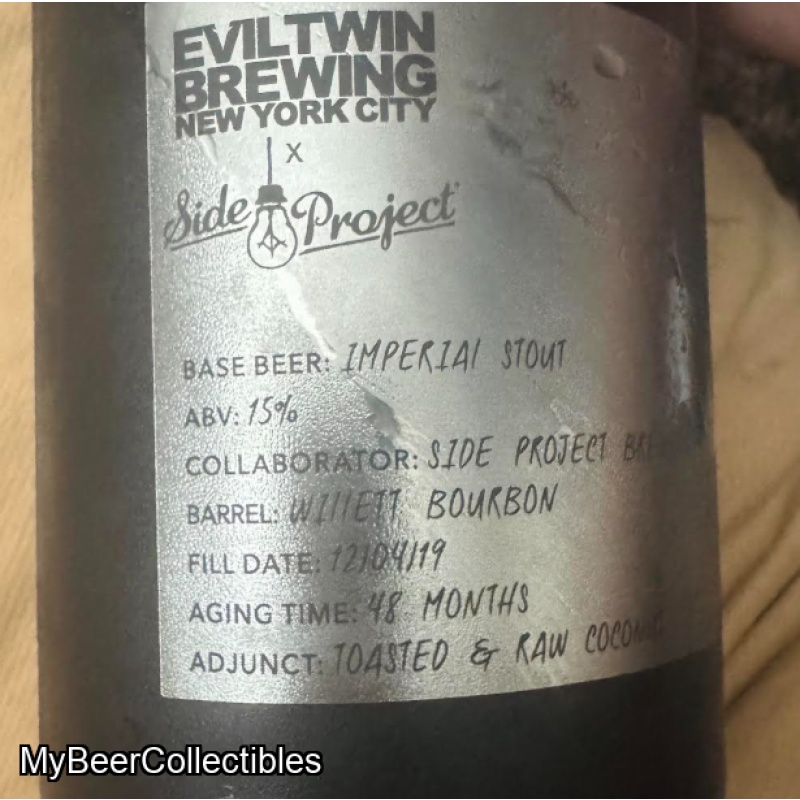 EVILTWIN
BREWING
NEW YORK CITY
X
Side Project
BASE BEER: IMPERIAl STOUT
ABV: 15%
COLLABORATOR: SIDE PROJECT
BARREL: WIllETT BOURBON
FILL DATE: 12/04/19
AGING TIME: 48 MONTHS
ADJUNCT: TOASTED & RAW
MyBeerCollectibles